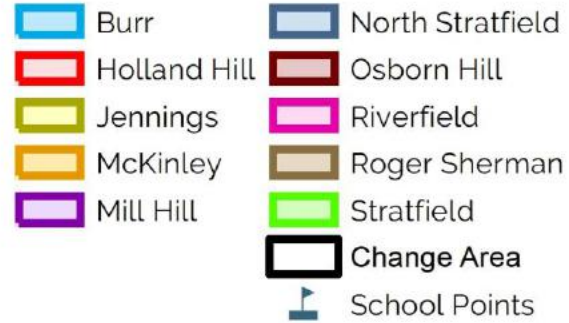 Burr
Holland Hill
Jennings
McKinley
Mill Hill
North Stratfield
Osborn Hill
Riverfield
Roger Sherman
Stratfield
Change Area
School Points